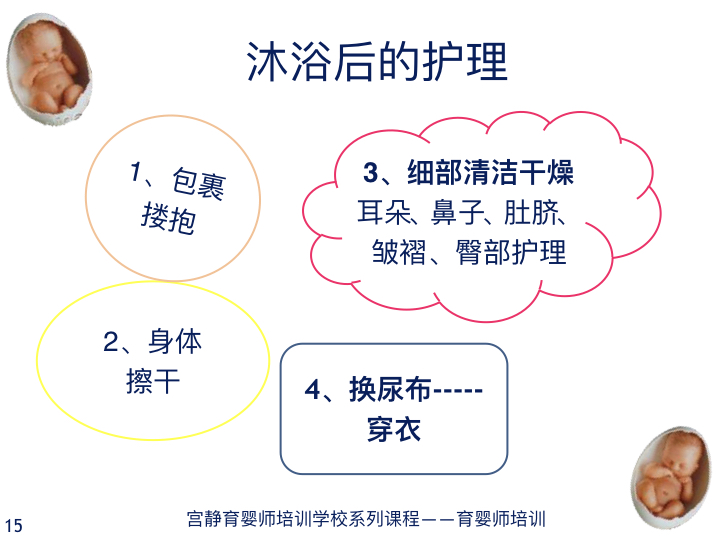 沐浴后的护理
1、包裹
搂抱
2、身体
擦干
3、细部清洁干燥
耳朵、鼻子、肚脐、
皱褶、臀部护理
4、换尿布-----
穿衣
15
宫静育婴师培训学校系列课程——育婴师培训